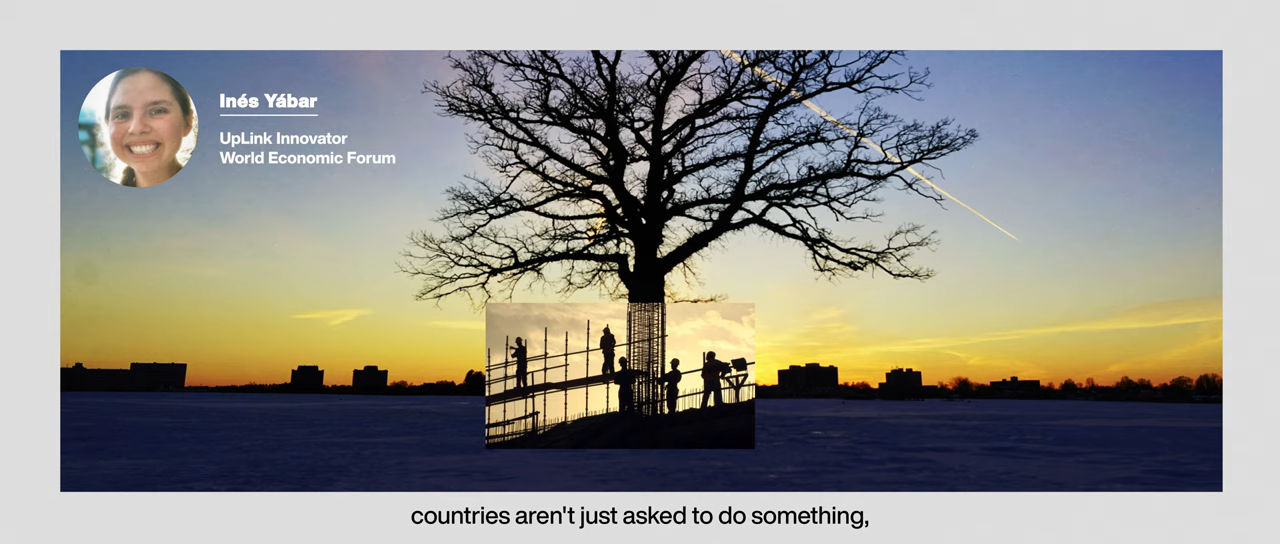 Inés Yábar
UpLink Innovator
World Economic Forum
countries aren't just asked to do something,